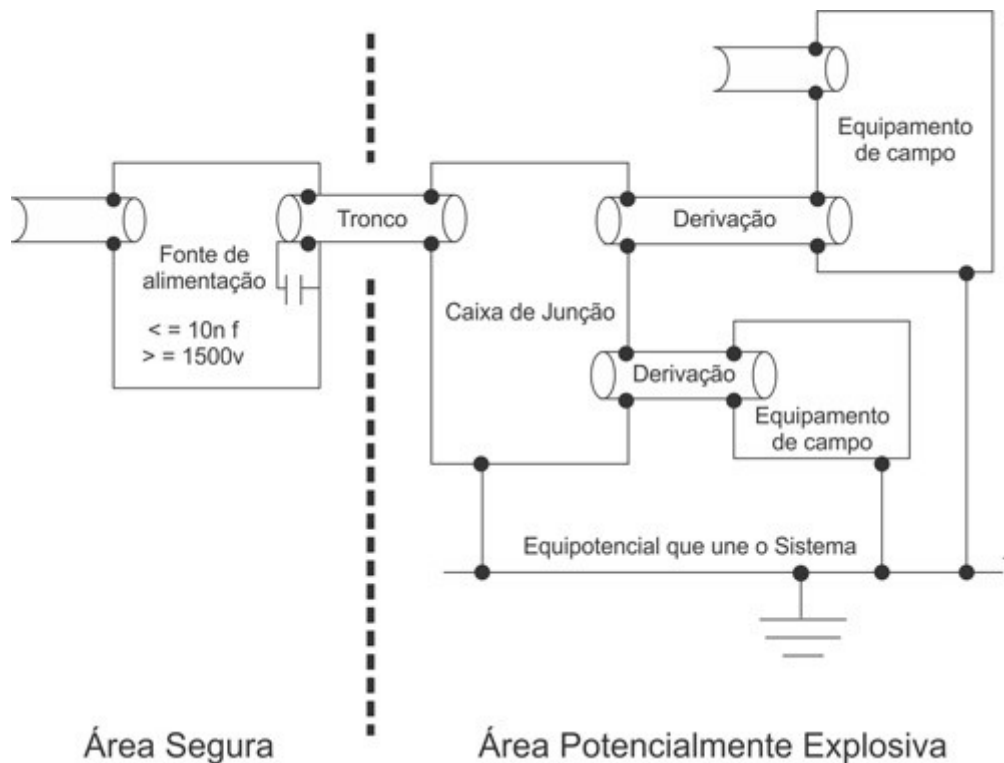 Equipamento
de campo
Tronco
Derivação
Fonte de
alimentação
< = 10n f
> = 1500v
Caixa de Junção
Derivação
Equipamento
de campo
Equipotencial que une o Sistema
Área Segura
Área Potencialmente Explosiva